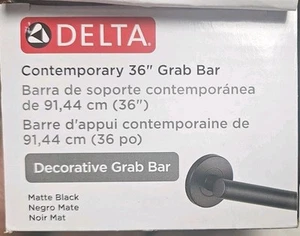 DELTA
Contemporary 36" Grab Bar
Barra de soporte contemporánea
de 91,44 cm (36")
Barre d'appui contemporaine de
91,44 cm (36 po)
Decorative Grab Bar
Matte Black
Negro Mate
Noir Mat